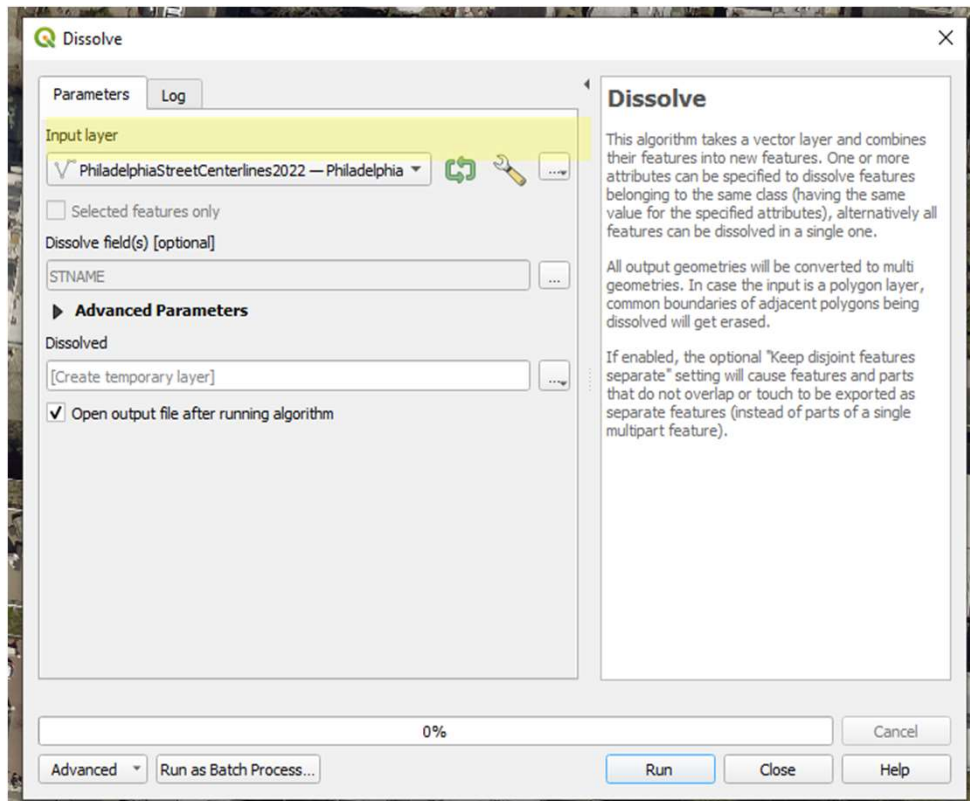 Dissolve
Parameters
Log
Input layer
PhiladelphiaStreetCenterlines2022 — Philadelphia
...
Selected features only
Dissolve field(s) [optional]
STNAME
...
Advanced Parameters
Dissolved
[Create temporary layer]
...
Open output file after running algorithm
Dissolve
This algorithm takes a vector layer and combines
their features into new features. One or more
attributes can be specified to dissolve features
belonging to the same class (having the same
value for the specified attributes), alternatively all
features can be dissolved in a single one.
All output geometries will be converted to multi
geometries. In case the input is a polygon layer,
common boundaries of adjacent polygons being
dissolved will get erased.
If enabled, the optional "Keep disjoint features
separate" setting will cause features and parts
that do not overlap or touch to be exported as
separate features (instead of parts of a single
multipart feature).
0%
Cancel
Advanced
Run as Batch Process...
Run
Close
Help